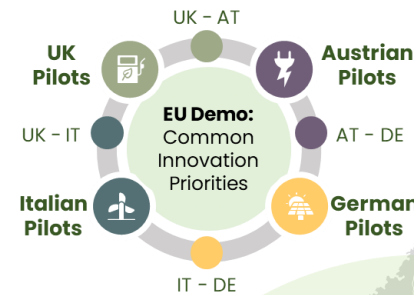 UK - AT
UK
Pilots
Austrian
Pilots
EU Demo:
Common
Innovation
Priorities
UK - IT
AT - DE
Italian
Pilots
German
Pilots
IT - DE